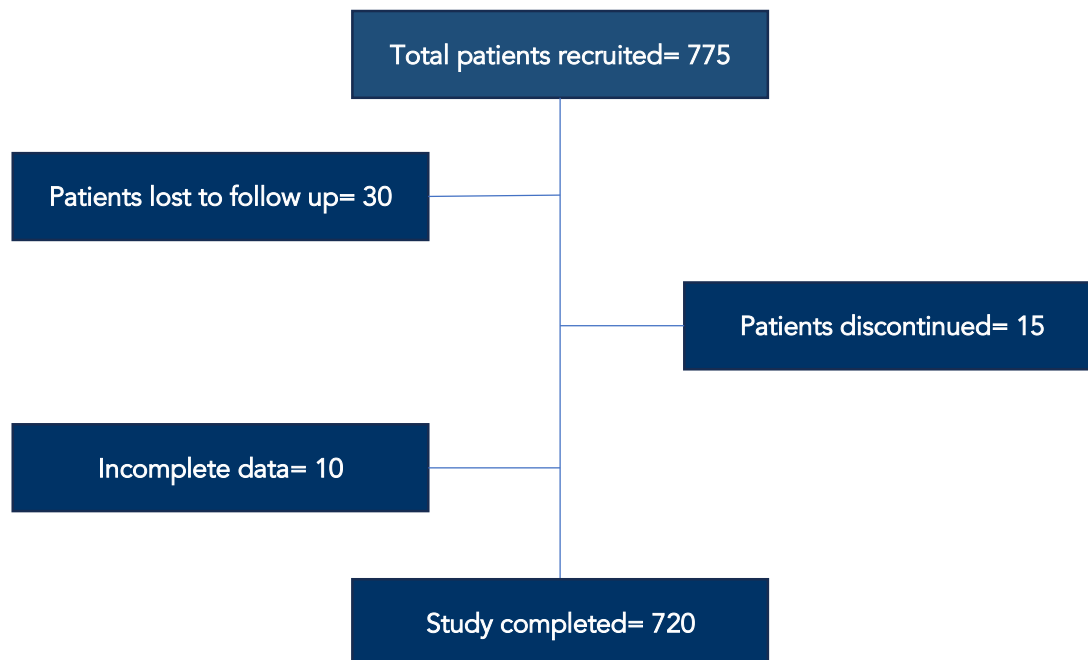 Total patients recruited= 775
Patients lost to follow up= 30
Patients discontinued= 15
Incomplete data= 10
Study completed= 720